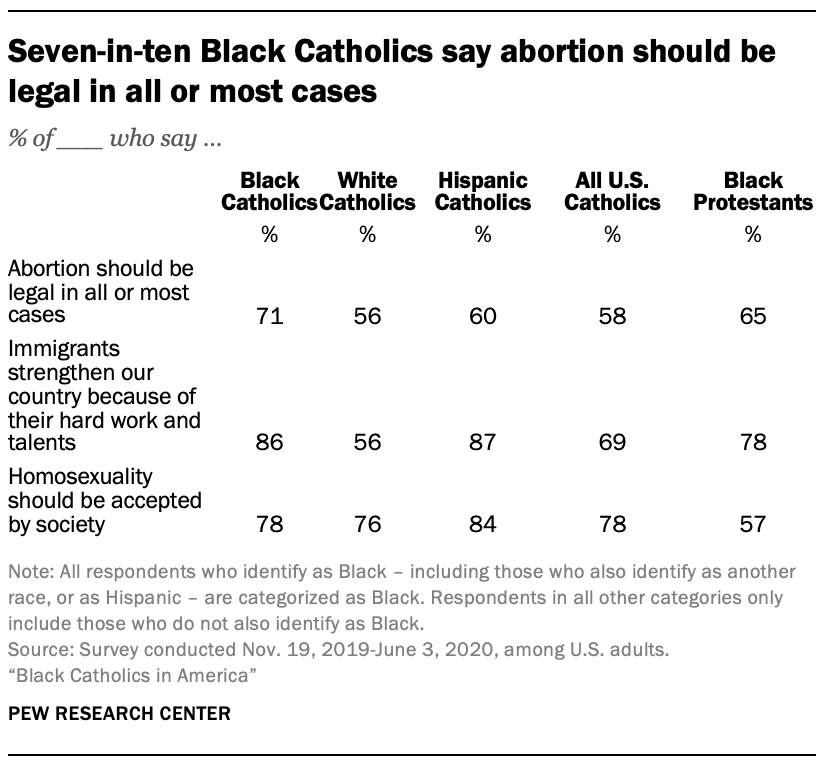 Seven-in-ten Black Catholics say abortion should be
legal in all or most cases
% of ___ who say ...
Black White Hispanic All U.S. Black
Catholics Catholics Catholics Catholics Protestants
% % % % %
Abortion should be
legal in all or most
cases 71 56 60 58 65
Immigrants
strengthen our
country because of
their hard work and
talents 86 56 87 69 78
Homosexuality
should be accepted
by society 78 76 84 78 57
Note: All respondents who identify as Black – including those who also identify as another
race, or as Hispanic – are categorized as Black. Respondents in all other categories only
include those who do not also identify as Black.
Source: Survey conducted Nov. 19, 2019-June 3, 2020, among U.S. adults.
“Black Catholics in America”
PEW RESEARCH CENTER